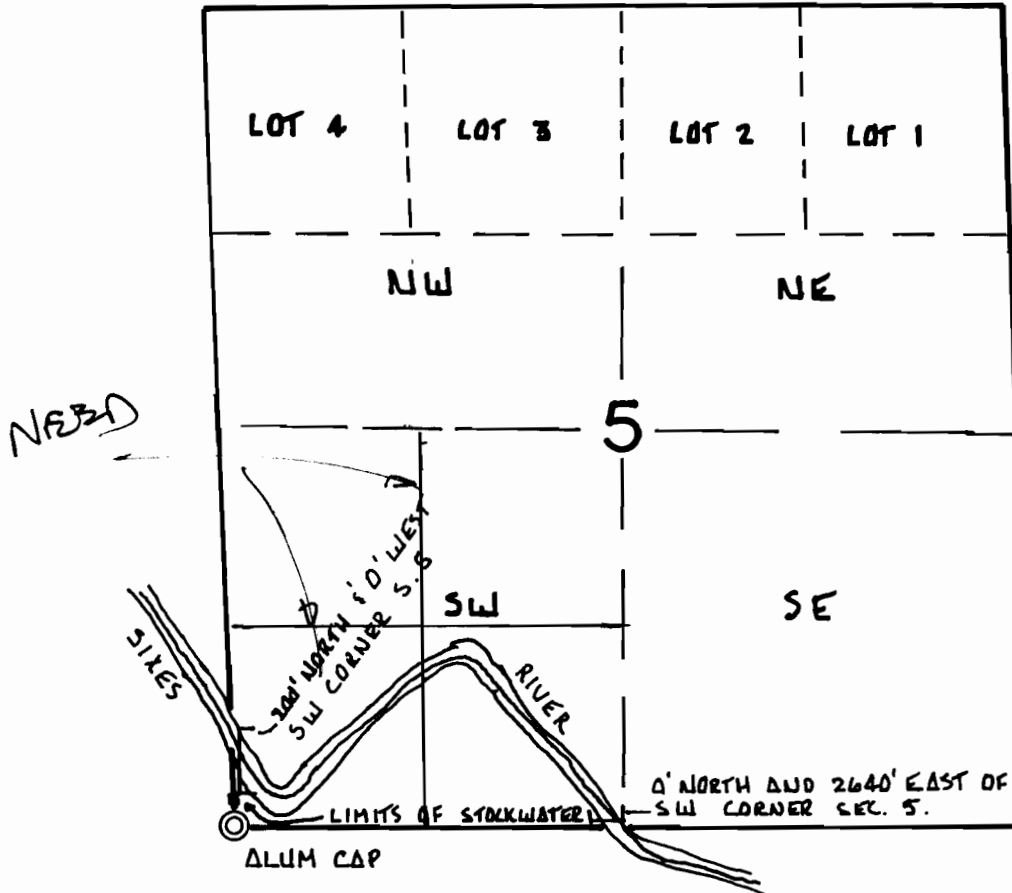 LOT 4
LOT 3
LOT 2
LOT 1
NW
NE
NEED
5
200' NORTH & 0' WEST
SW CORNER S.5
SW
SE
SIXES
RIVER
0' NORTH AND 2640' EAST OF
SW CORNER SEC. 5.
LIMITS OF STOCKWATER
ALUM CAP